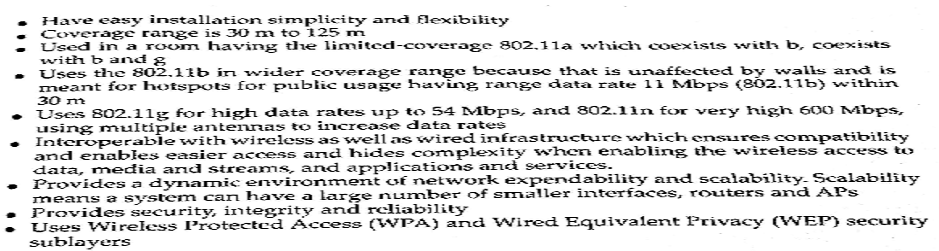 • Have easy installation simplicity and flexibility
• Coverage range is 30 m to 125 m
• Used in a room having the limited-coverage 802.11a which coexists with b, coexists
with b and g
• Uses the 802.11b in wider coverage range because that is unaffected by walls and is
meant for hotspots for public usage having range data rate 11 Mbps (802.11b) within
30 m
• Uses 802.11g for high data rates up to 54 Mbps, and 802.11n for very high 600 Mbps,
using multiple antennas to increase data rates
• Interoperable with wireless as well as wired infrastructure which ensures compatibility
and enables easier access and hides complexity when enabling the wireless access to
data, media and streams, and applications and services.
• Provides a dynamic environment of network expendability and scalability. Scalability
means a system can have a large number of smaller interfaces, routers and APs
• Provides security, integrity and reliability
• Uses Wireless Protected Access (WPA) and Wired Equivalent Privacy (WEP) security
sublayers